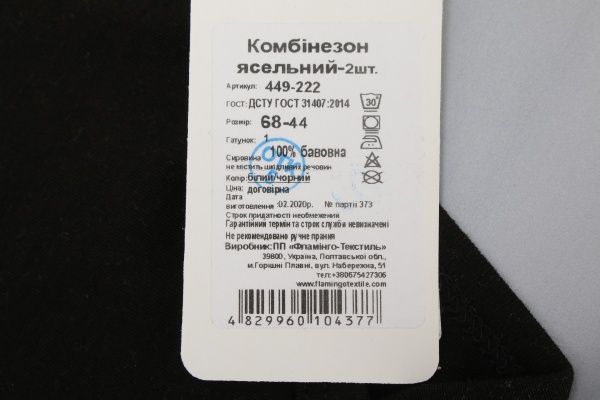 Комбінезон
ясельний-2шт.
Артикул: 449-222
ГОСТ: ДСТУ ГОСТ 31407:2014
30°
Розмір: 68-44
Гатунок: 1
ОТК
Сировина 100% бавовна
не містить шкідливих речовин
Колір: білий/чорний
Ціна: договірна
Дата
виготовлення :02.2020р. № партії 373
Строк придатності необмежений
Гарантійний термін та строк служби невизначені
Не рекомендовано ручне прання
Виробник:ПП «Фламінго-Текстиль»
39800, Україна, Полтавської обл.,
м.Горішні Плавні, вул. Набережна, 51
тел:+380675427306
www.flamingotextile.com
4 829960 104377